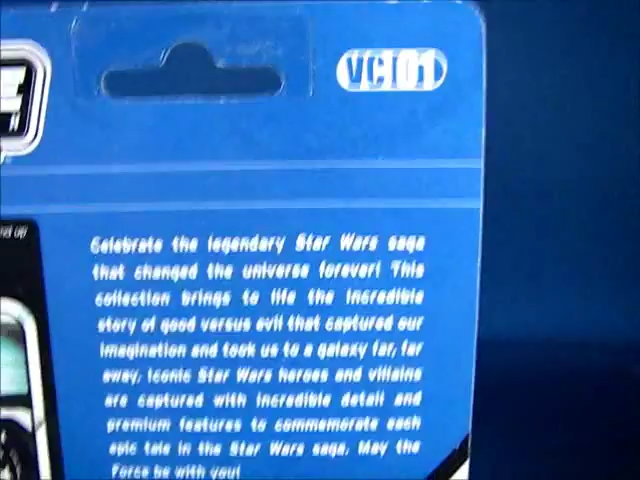 VC101
Celebrate the legendary Star Wars saga
that changed the universe forever! This
collection brings to life the incredible
story of good versus evil that captured our
imagination and took us to a galaxy far, far
away. Iconic Star Wars heroes and villains
are captured with incredible detail and
premium features to commemorate each
epic tale in the Star Wars saga. May the
Force be with you!